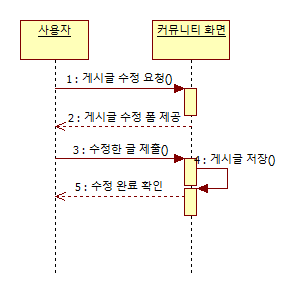 사용자
커뮤니티 화면
1 : 게시글 수정 요청()
2 : 게시글 수정 폼 제공
3 : 수정한 글 제출()
4 : 게시글 저장()
5 : 수정 완료 확인